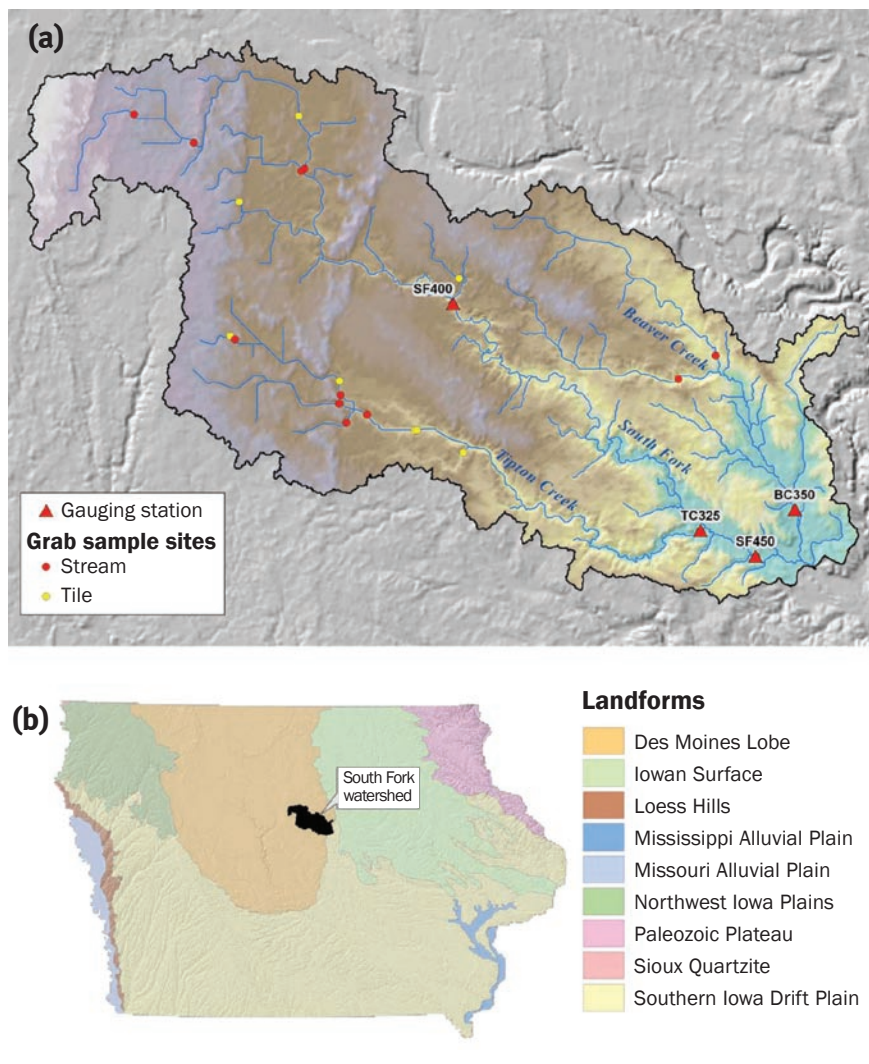 (a)
SF400
Beaver Creek
South Fork
Tipton Creek
BC350
TC325
SF450
Gauging station
Grab sample sites
Stream
Tile
(b)
South Fork
watershed
Landforms
Des Moines Lobe
Iowan Surface
Loess Hills
Mississippi Alluvial Plain
Missouri Alluvial Plain
Northwest Iowa Plains
Paleozoic Plateau
Sioux Quartzite
Southern Iowa Drift Plain